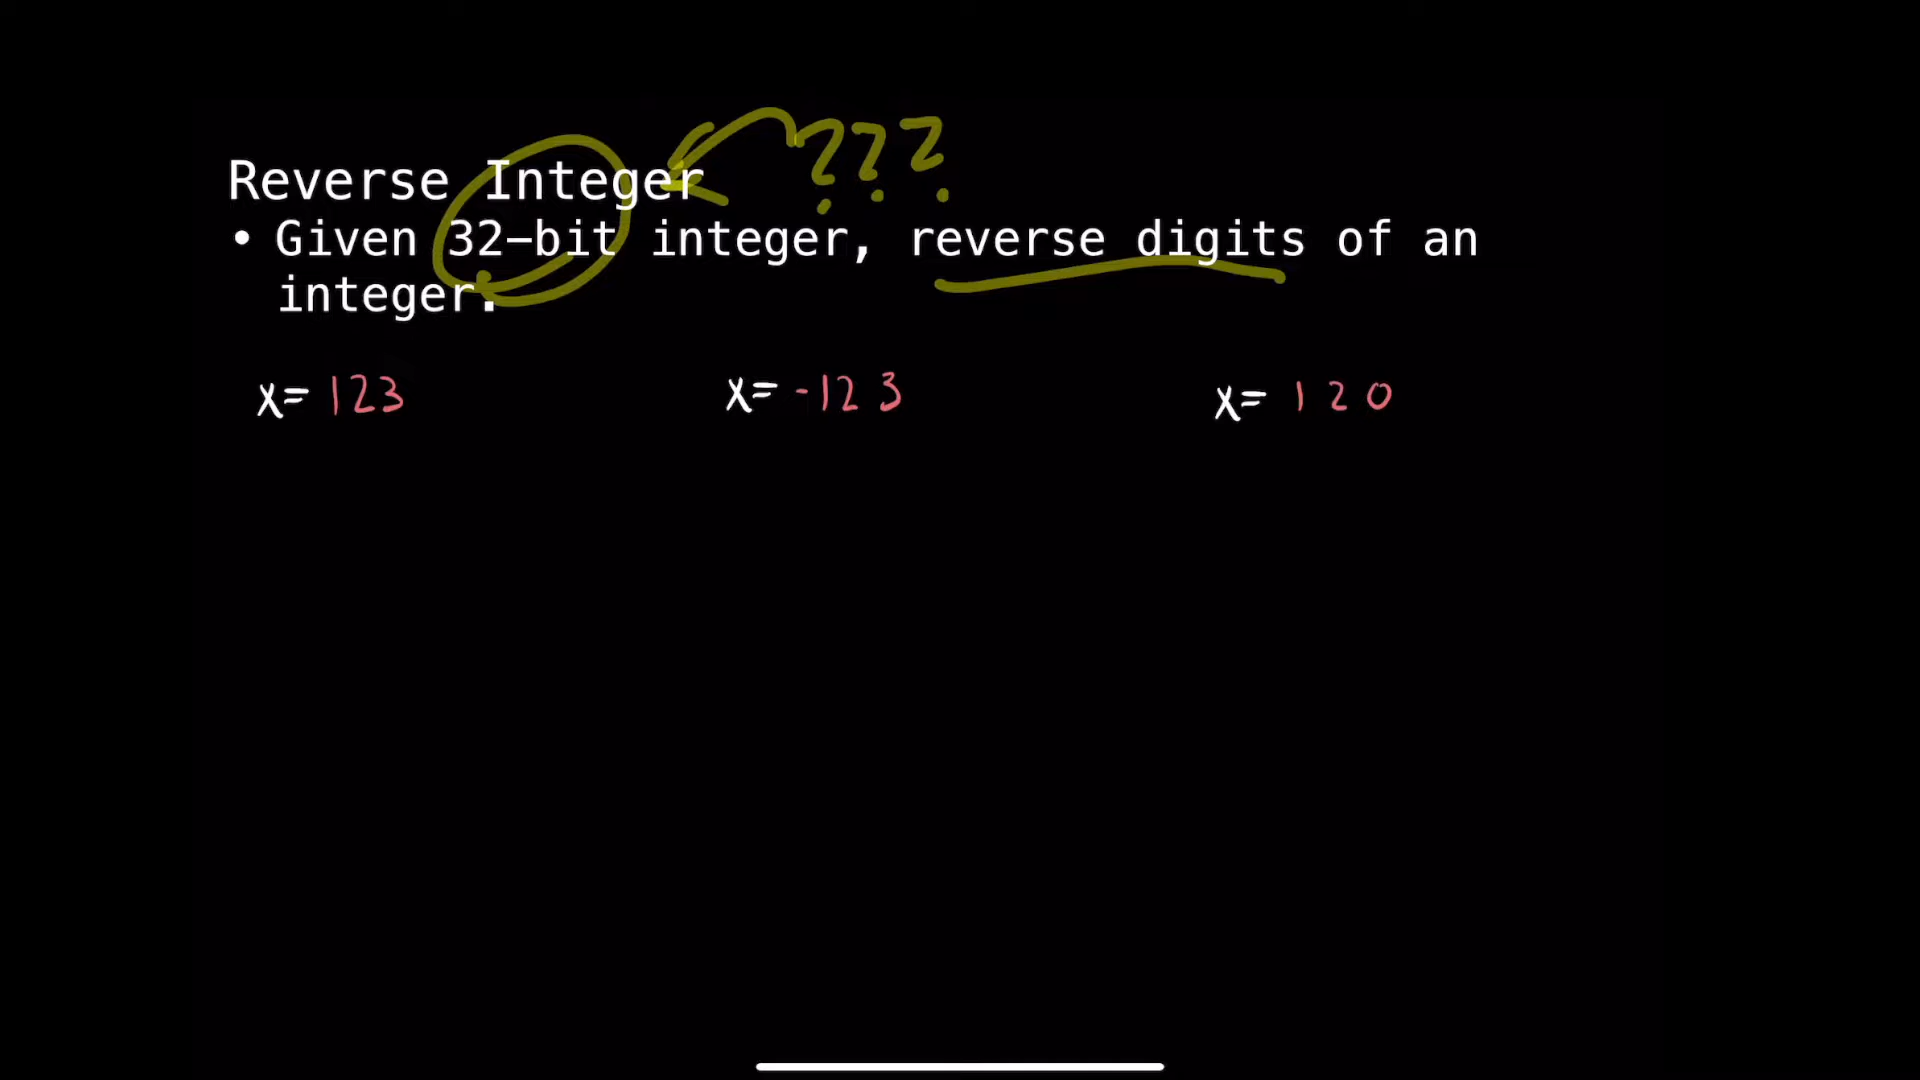 Reverse Integer
???
• Given 32-bit integer, reverse digits of an
integer.
x= 123
x= -123
x= 120